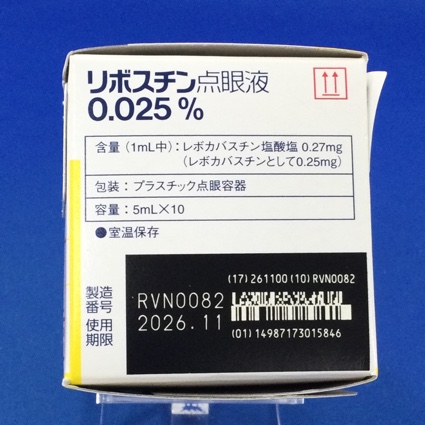 リボスチン点眼液
0.025%
含量(1mL中):レボカバスチン塩酸塩 0.27mg
(レボカバスチンとして0.25mg)
包装:プラスチック点眼容器
容量:5mL×10
●室温保存
(17)261100(10)RVN0082
製造番号 RVN0082
使用期限 2026.11
(01)14987173015846